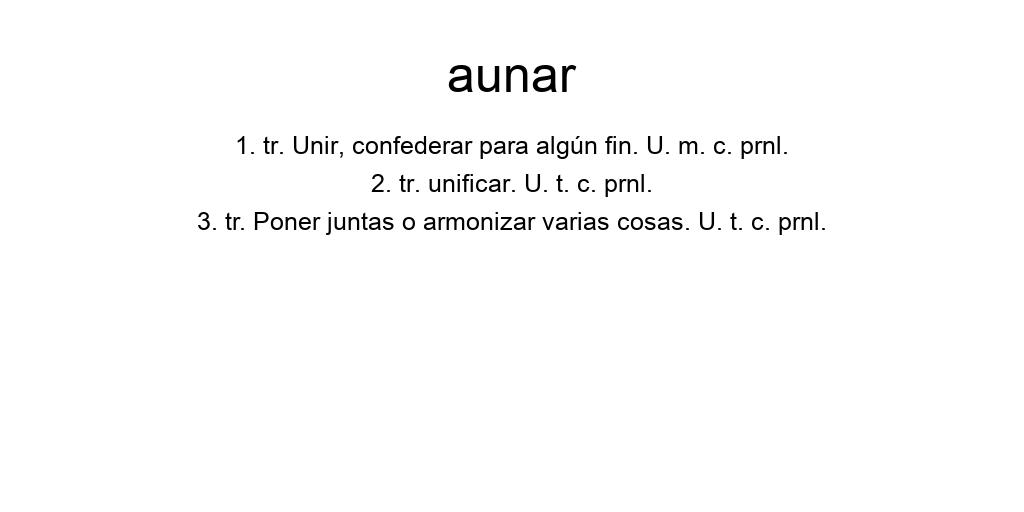 aunar
1. tr. Unir, confederar para algún fin. U. m. c. prnl.
2. tr. unificar. U. t. c. prnl.
3. tr. Poner juntas o armonizar varias cosas. U. t. c. prnl.